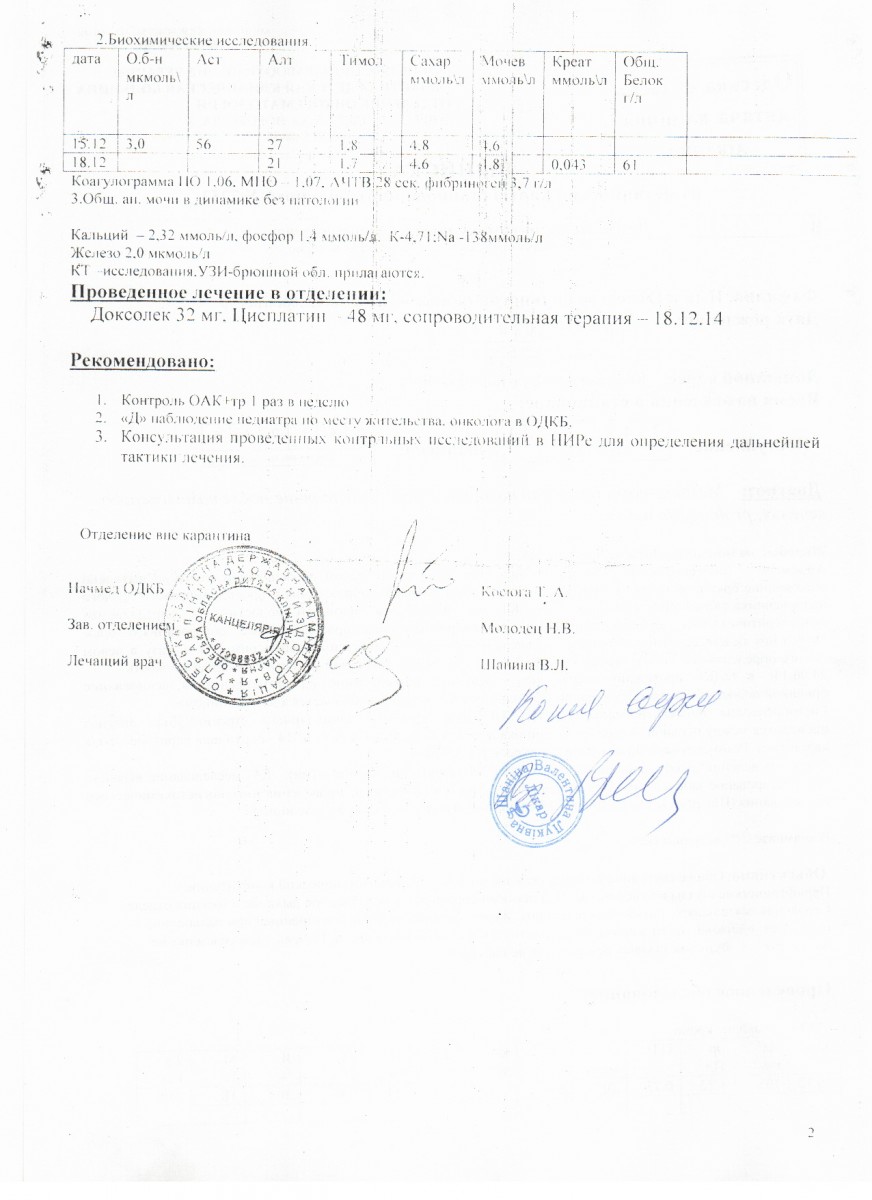 2.Биохимические исследования.
дата О.б-н мкмоль\л Аст Алт Тимол Сахар ммоль\л Мочев ммоль\л Креат ммоль\л Общ. Белок г/л
15.12 3,0 56 27 1,8 4,8 4,6
18.12 21 1,7 4,6 4,8 0,043 61
Коагулограмма ПО 1,06, МНО – 1,07, АЧТВ 28 сек. фибриноген 3,7 г/л
3.Общ. ан. мочи в динамике без патологии
Кальций – 2,32 ммоль/л, фосфор 1,4 ммоль/л. К-4,71;Na -138ммоль/л
Железо 2,0 мкмоль/л
КТ –исследования,УЗИ-брюшной обл. прилагаются.
Проведенное лечение в отделении:
Доксолек 32 мг. Цисплатин – 48 мг, сопроводительная терапия – 18.12.14
Рекомендовано:
1. Контроль ОАК+тр 1 раз в неделю
2. «Д» наблюдение педиатра по месту жительства, онколога в ОДКБ.
3. Консультация проведенных контрльных исследований в НИРе для определения дальнейшей
тактики лечения.
Отделение вне карантина
Начмед ОДКБ Косюга Т. А.
Зав. отделением Молодец Н.В.
Лечащий врач Шанина В.Л.
КАНЦЕЛЯРІЯ
Копия верна
Шаніна Валентина Луківна
Лікар
2